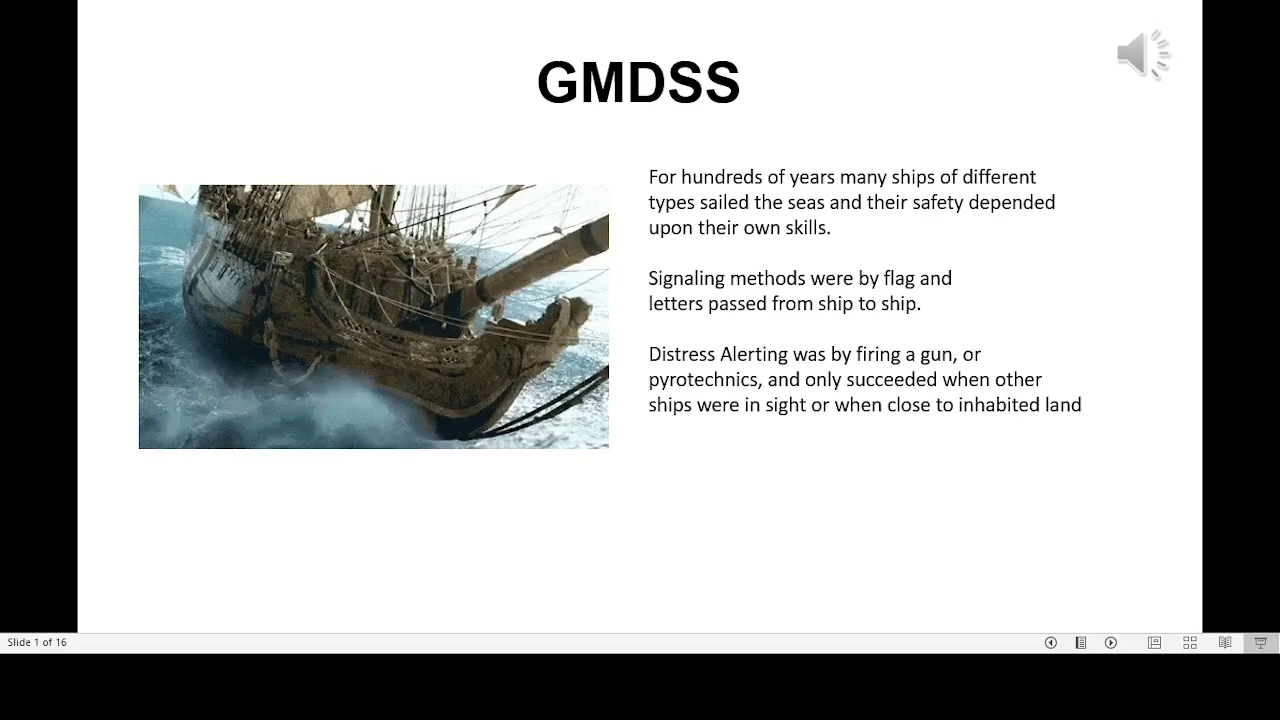 GMDSS
For hundreds of years many ships of different
types sailed the seas and their safety depended
upon their own skills.
Signaling methods were by flag and
letters passed from ship to ship.
Distress Alerting was by firing a gun, or
pyrotechnics, and only succeeded when other
ships were in sight or when close to inhabited land
Slide 1 of 16